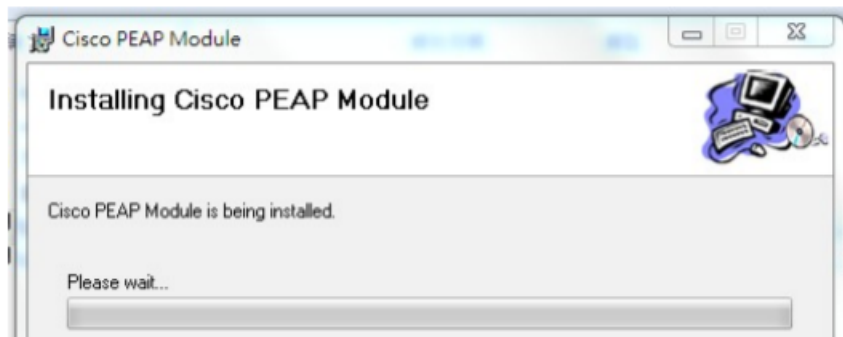 Cisco PEAP Module
Installing Cisco PEAP Module
Cisco PEAP Module is being installed.
Please wait...